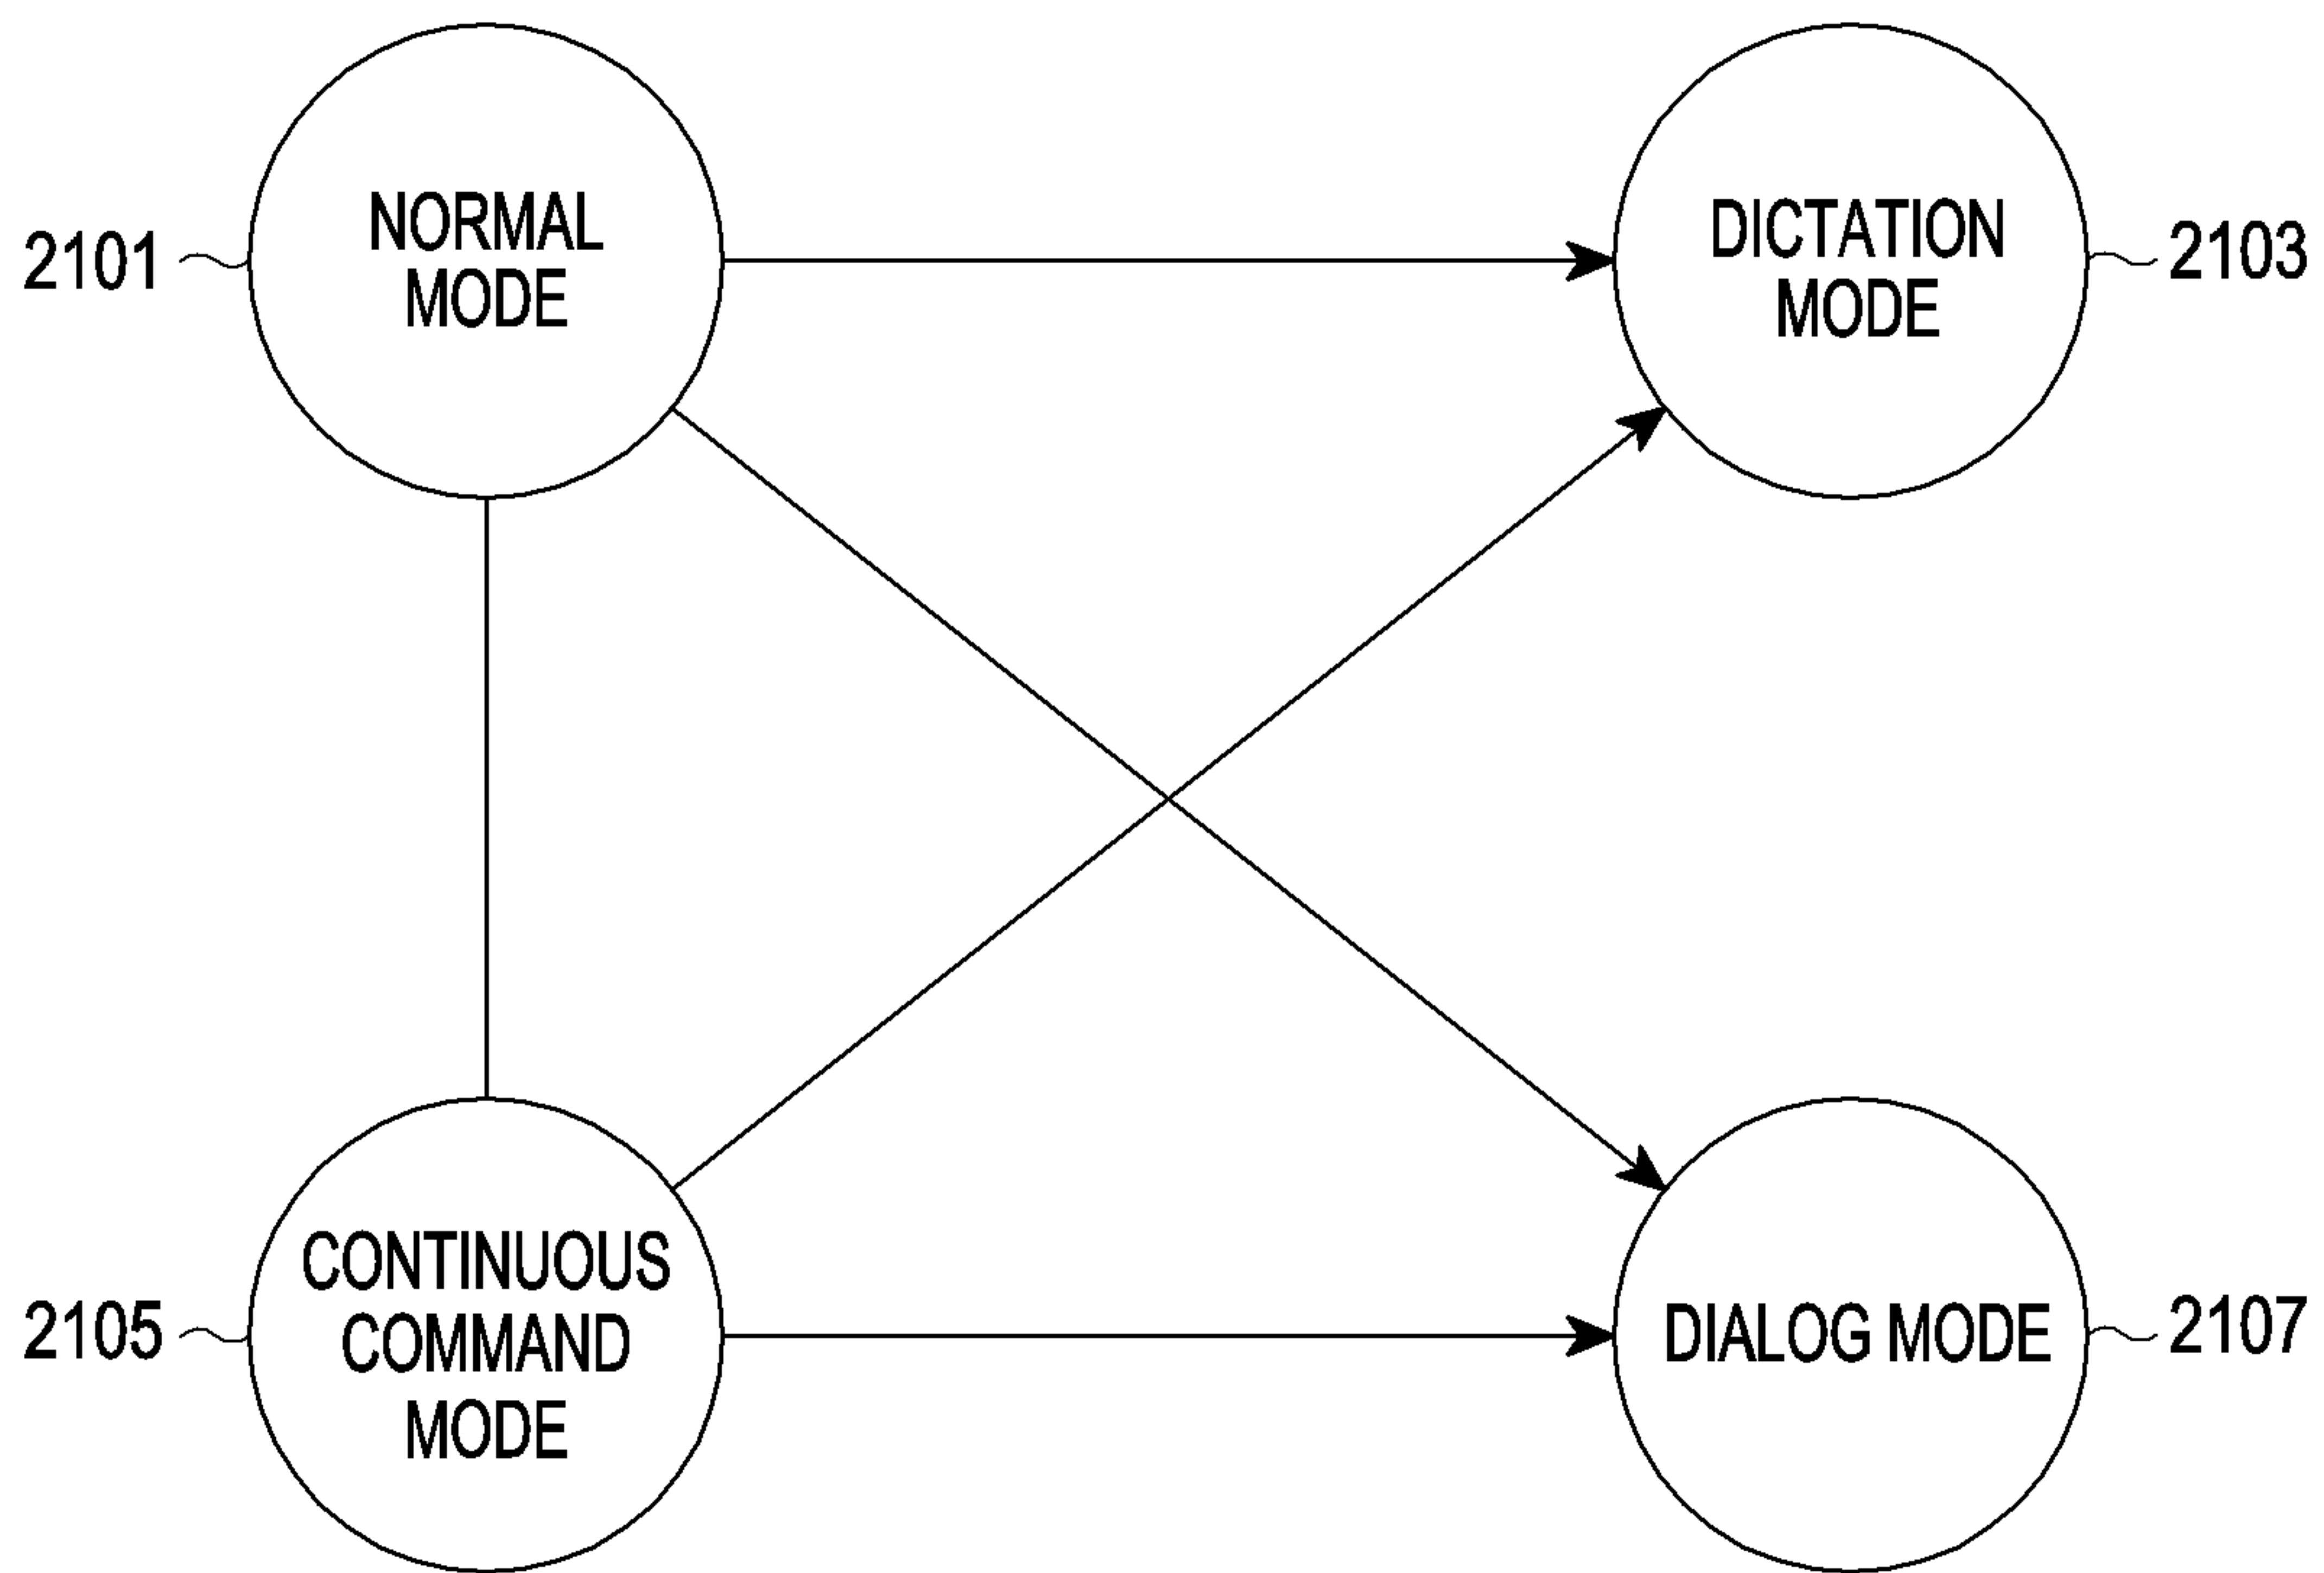 2101
NORMAL
MODE
DICTATION
MODE
2103
2105
CONTINUOUS
COMMAND
MODE
DIALOG MODE
2107